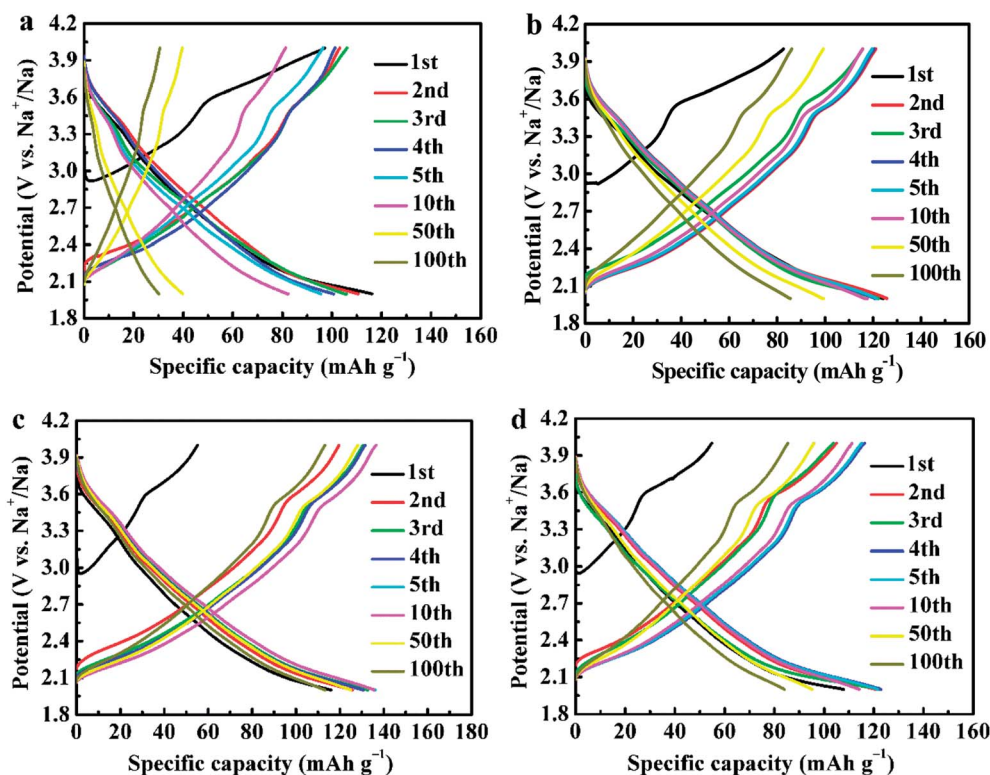 a
4.2
3.9
3.6
3.3
3.0
2.7
2.4
2.1
1.8
0 20 40 60 80 100 120 140 160
Potential (V vs. Na⁺/Na)
Specific capacity (mAh g⁻¹)
1st
2nd
3rd
4th
5th
10th
50th
100th
b
4.2
3.9
3.6
3.3
3.0
2.7
2.4
2.1
1.8
0 20 40 60 80 100 120 140 160
Potential (V vs. Na⁺/Na)
Specific capacity (mAh g⁻¹)
1st
2nd
3rd
4th
5th
10th
50th
100th
c
4.2
3.9
3.6
3.3
3.0
2.7
2.4
2.1
1.8
0 20 40 60 80 100 120 140 180
Potential (V vs. Na⁺/Na)
Specific capacity (mAh g⁻¹)
1st
2nd
3rd
4th
5th
10th
50th
100th
d
4.2
3.9
3.6
3.3
3.0
2.7
2.4
2.1
1.8
0 20 40 60 80 100 120 140 160
Potential (V vs. Na⁺/Na)
Specific capacity (mAh g⁻¹)
1st
2nd
3rd
4th
5th
10th
50th
100th